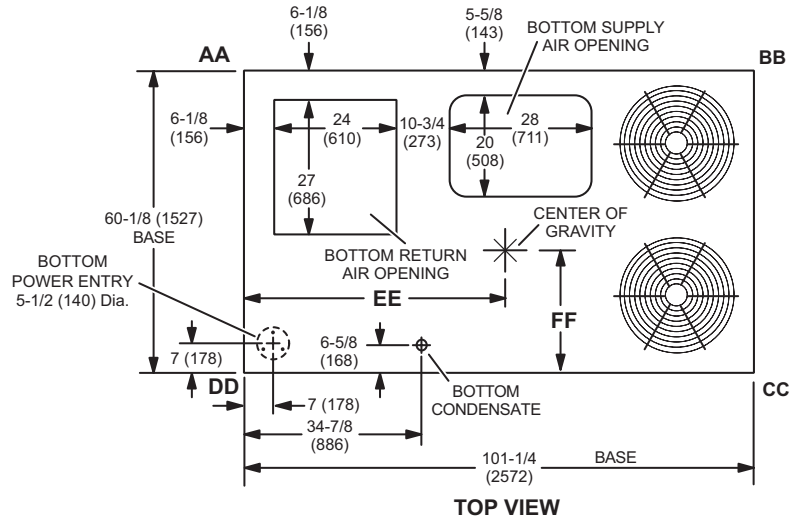 6-1/8
(156)
5-5/8
(143)
BOTTOM SUPPLY
AIR OPENING
AA
BB
6-1/8
(156)
24
(610)
10-3/4
(273)
28
(711)
20
(508)
27
(686)
60-1/8 (1527)
BASE
CENTER OF
GRAVITY
BOTTOM
POWER ENTRY
5-1/2 (140) Dia.
BOTTOM RETURN
AIR OPENING
EE
FF
7 (178)
6-5/8
(168)
DD
7 (178)
BOTTOM
CONDENSATE
CC
34-7/8
(886)
101-1/4
(2572)
BASE
TOP VIEW